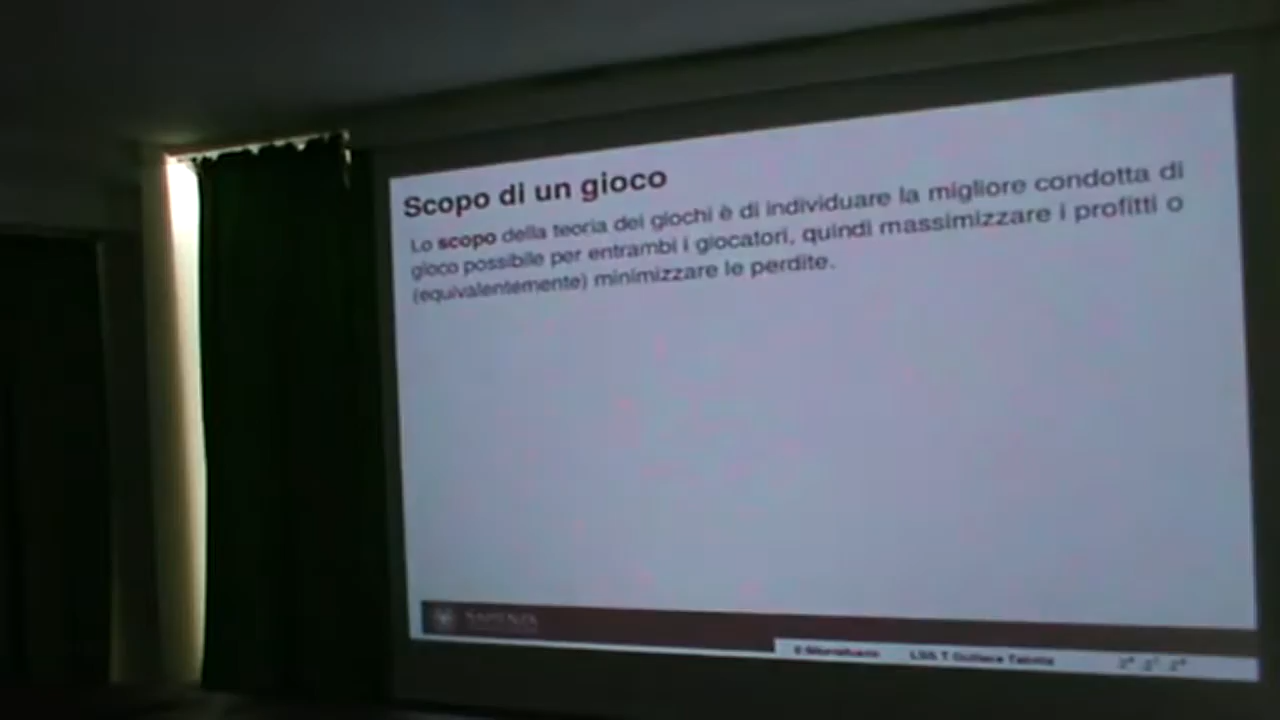 Scopo di un gioco
Lo scopo della teoria dei giochi è di individuare la migliore condotta di
gioco possibile per entrambi i giocatori, quindi massimizzare i profitti o
(equivalentemente) minimizzare le perdite.
SAPIENZA